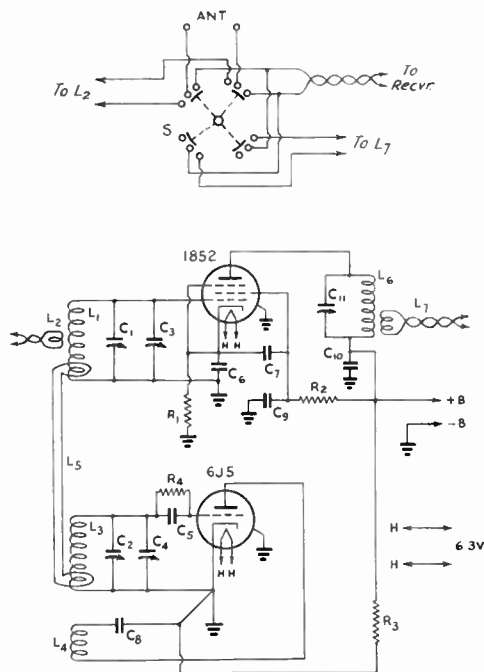 ANT
To L2
To Recvr.
S
To L7
1852
L6
C11
L7
L2
L1
C1
C3
C10
H H
C7
C6
R1
C9
R2
+B
-B
L5
R4
6J5
L3
C2
C4
C5
H
6.3V
H H
H
R3
L4
C8